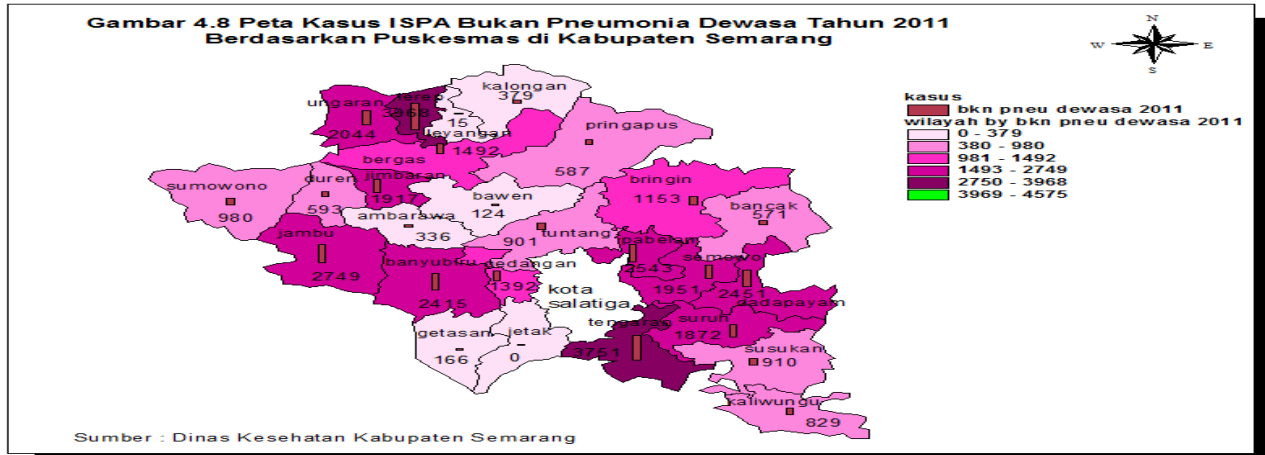 Gambar 4.8 Peta Kasus ISPA Bukan Pneumonia Dewasa Tahun 2011
Berdasarkan Puskesmas di Kabupaten Semarang
N
W
E
S
kasus
bkn pneu dewasa 2011
wilayah by bkn pneu dewasa 2011
0 - 379
380 - 980
981 - 1492
1493 - 2749
2750 - 3968
3969 - 4575
kalongan
379
ungaran
2044
lerep
3968
15
leyangan
1492
pringapus
587
bergas
jimbaran
1917
duren
593
sumowono
980
bawen
124
ambarawa
336
bringin
1153
bancak
571
tuntang
901
jambu
2749
banyubiru
2415
gedangan
1392
pabelan
2543
semowo
1951
2451
dadapayam
kota
salatiga
getasan
166
jetak
0
tengaran
3751
suruh
1872
susukan
910
kaliwungu
829
Sumber : Dinas Kesehatan Kabupaten Semarang